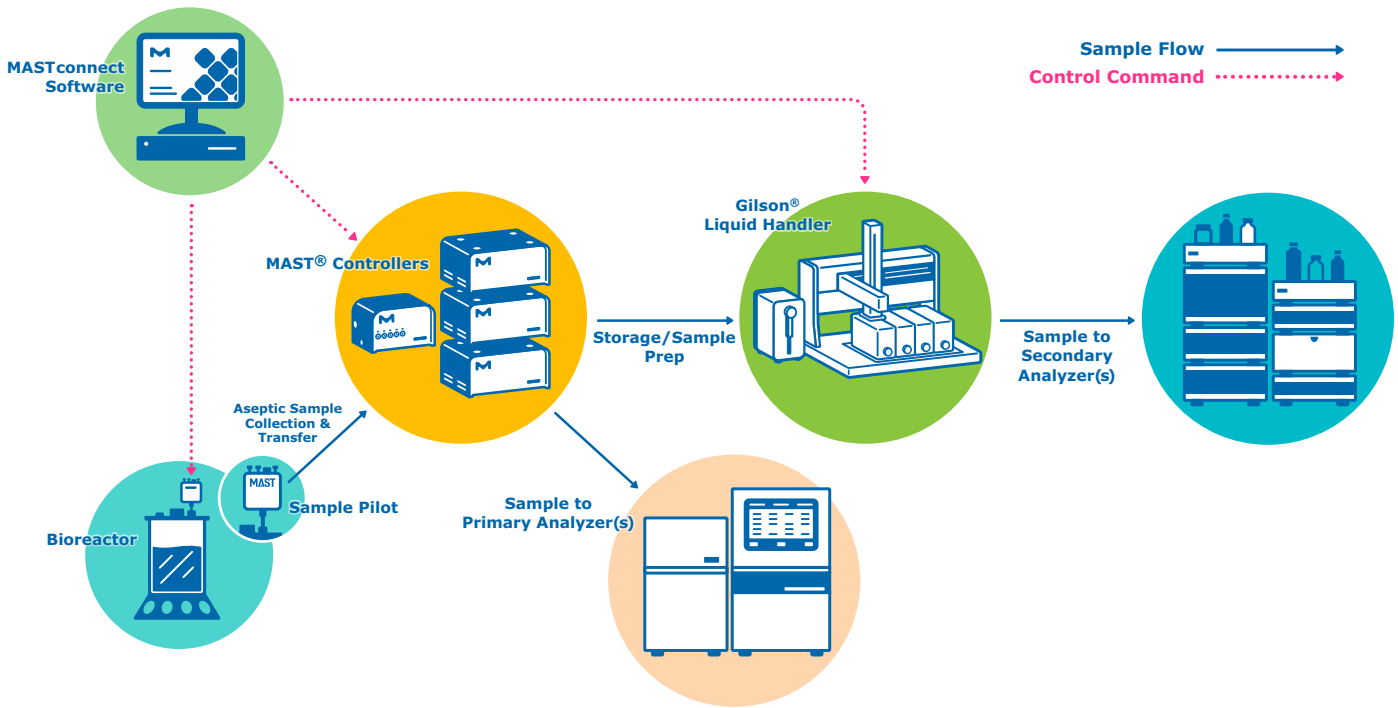 MASTconnect
Software
Sample Flow
Control Command
Gilson®
Liquid Handler
MAST® Controllers
Storage/Sample
Prep
Sample to
Secondary
Analyzer(s)
Aseptic Sample
Collection &
Transfer
MAST
Sample Pilot
Bioreactor
Sample to
Primary Analyzer(s)